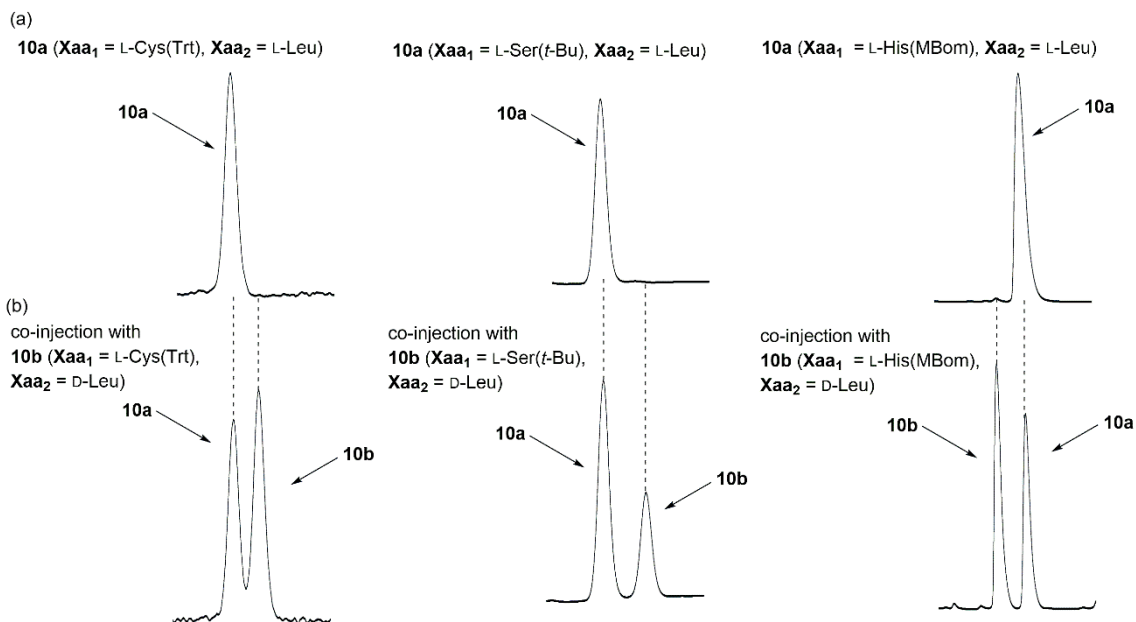 (a)
10a (Xaa1 = L-Cys(Trt), Xaa2 = L-Leu)
10a (Xaa1 = L-Ser(t-Bu), Xaa2 = L-Leu)
10a (Xaa1 = L-His(MBom), Xaa2 = L-Leu)
10a
10a
10a
(b)
co-injection with
10b (Xaa1 = L-Cys(Trt),
Xaa2 = D-Leu)
10a
10b
co-injection with
10b (Xaa1 = L-Ser(t-Bu),
Xaa2 = D-Leu)
10a
10b
co-injection with
10b (Xaa1 = L-His(MBom),
Xaa2 = D-Leu)
10b
10a